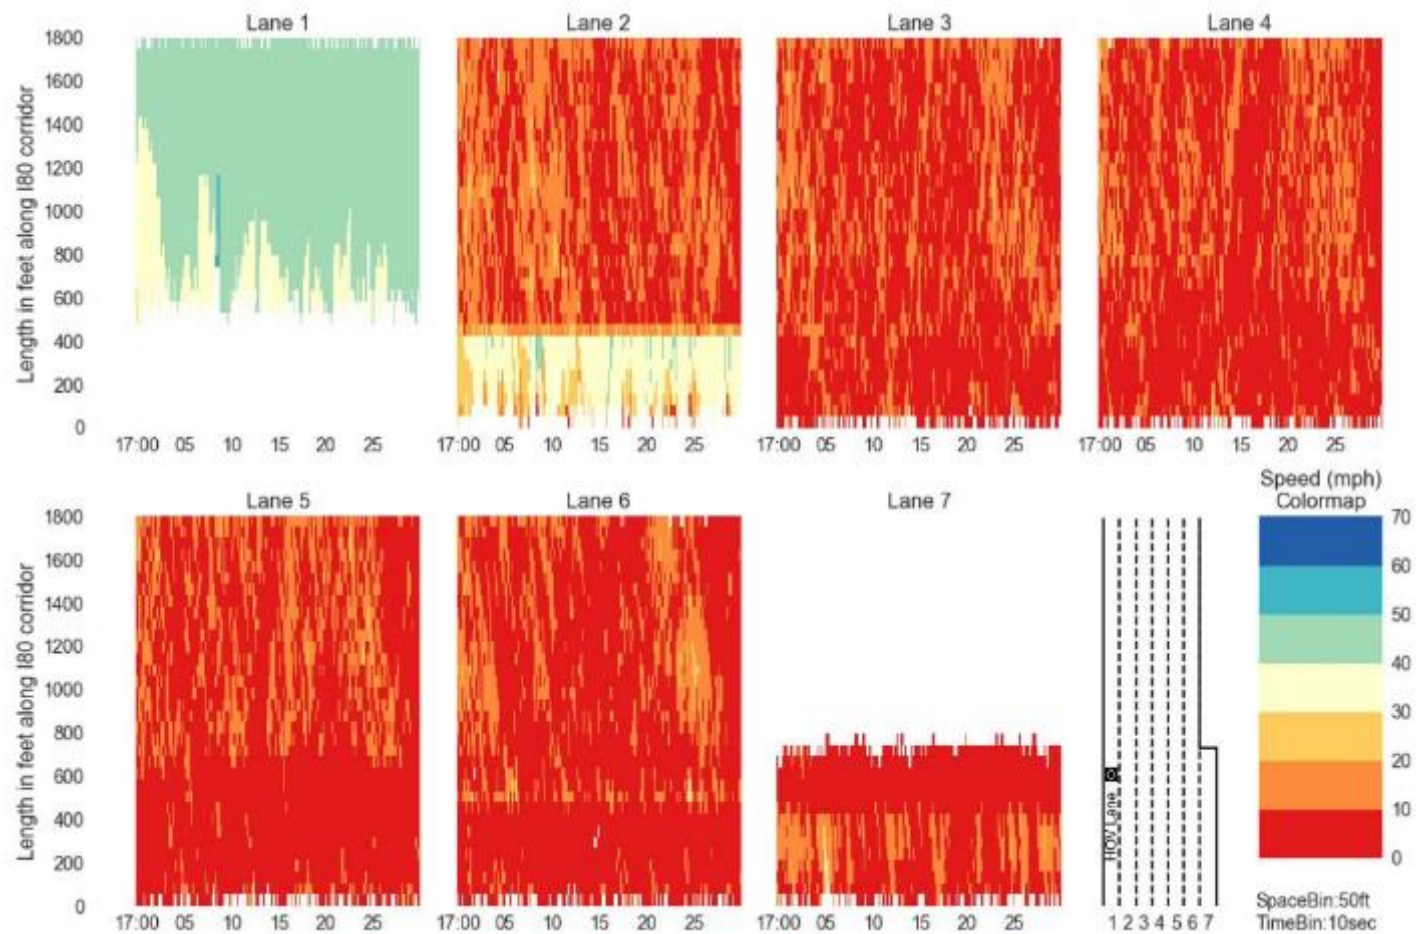 Lane 1
Lane 2
Lane 3
Lane 4
Length in feet along I80 corridor
1800
1600
1400
1200
1000
800
600
400
200
0
17:00 05 10 15 20 25
17:00 05 10 15 20 25
17:00 05 10 15 20 25
17:00 05 10 15 20 25
Lane 5
Lane 6
Lane 7
Speed (mph)
Colormap
Length in feet along I80 corridor
1800
1600
1400
1200
1000
800
600
400
200
0
17:00 05 10 15 20 25
17:00 05 10 15 20 25
17:00 05 10 15 20 25
HOV Lane
1 2 3 4 5 6 7
70
60
50
40
30
20
10
0
SpaceBin:50ft
TimeBin:10sec